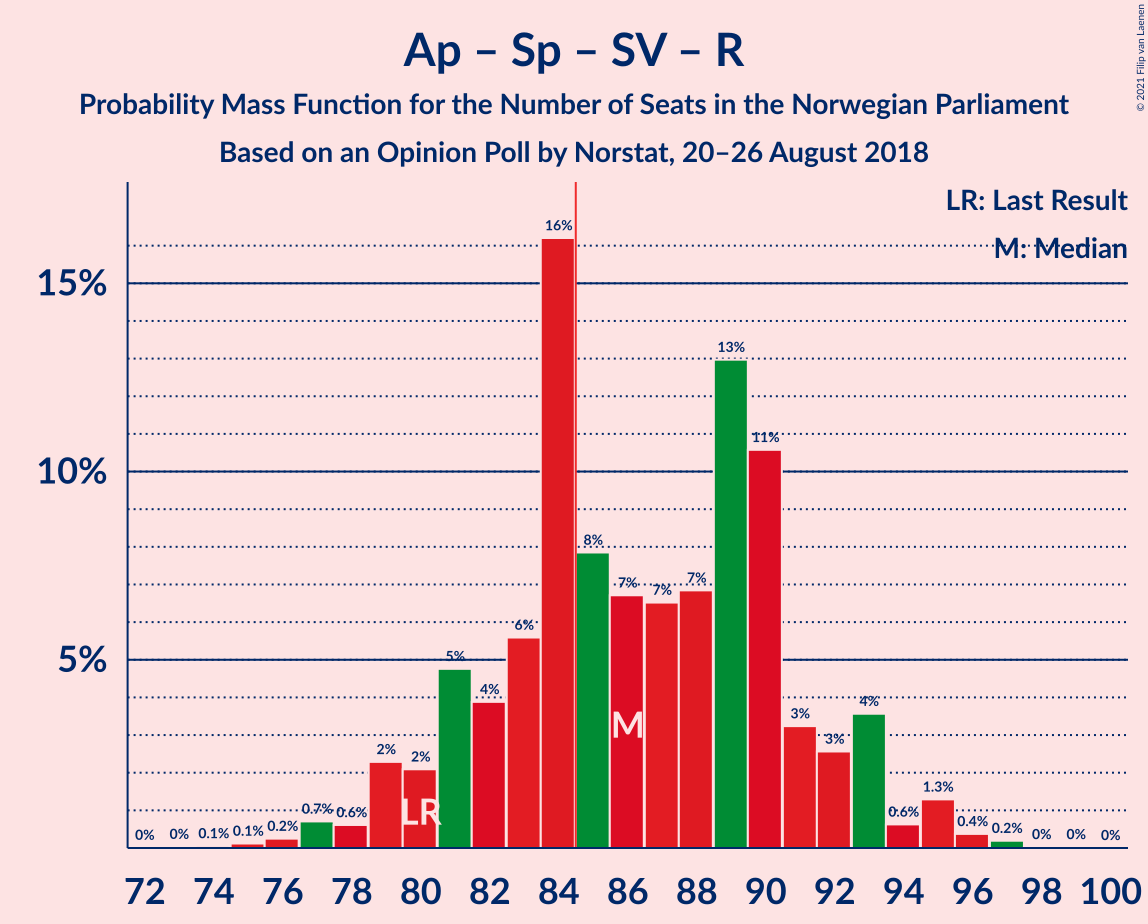 Ap – Sp – SV – R
Probability Mass Function for the Number of Seats in the Norwegian Parliament
Based on an Opinion Poll by Norstat, 20–26 August 2018
© 2021 Filip van Laenen
LR: Last Result
M: Median
15%
10%
5%
0% 0% 0.1% 0.1% 0.2% 0.7% 0.6% 2% 2% 5% 4% 6% 16% 8% 7% 7% 7% 13% 11% 3% 3% 4% 0.6% 1.3% 0.4% 0.2% 0% 0% 0%
M
LR
72 74 76 78 80 82 84 86 88 90 92 94 96 98 100